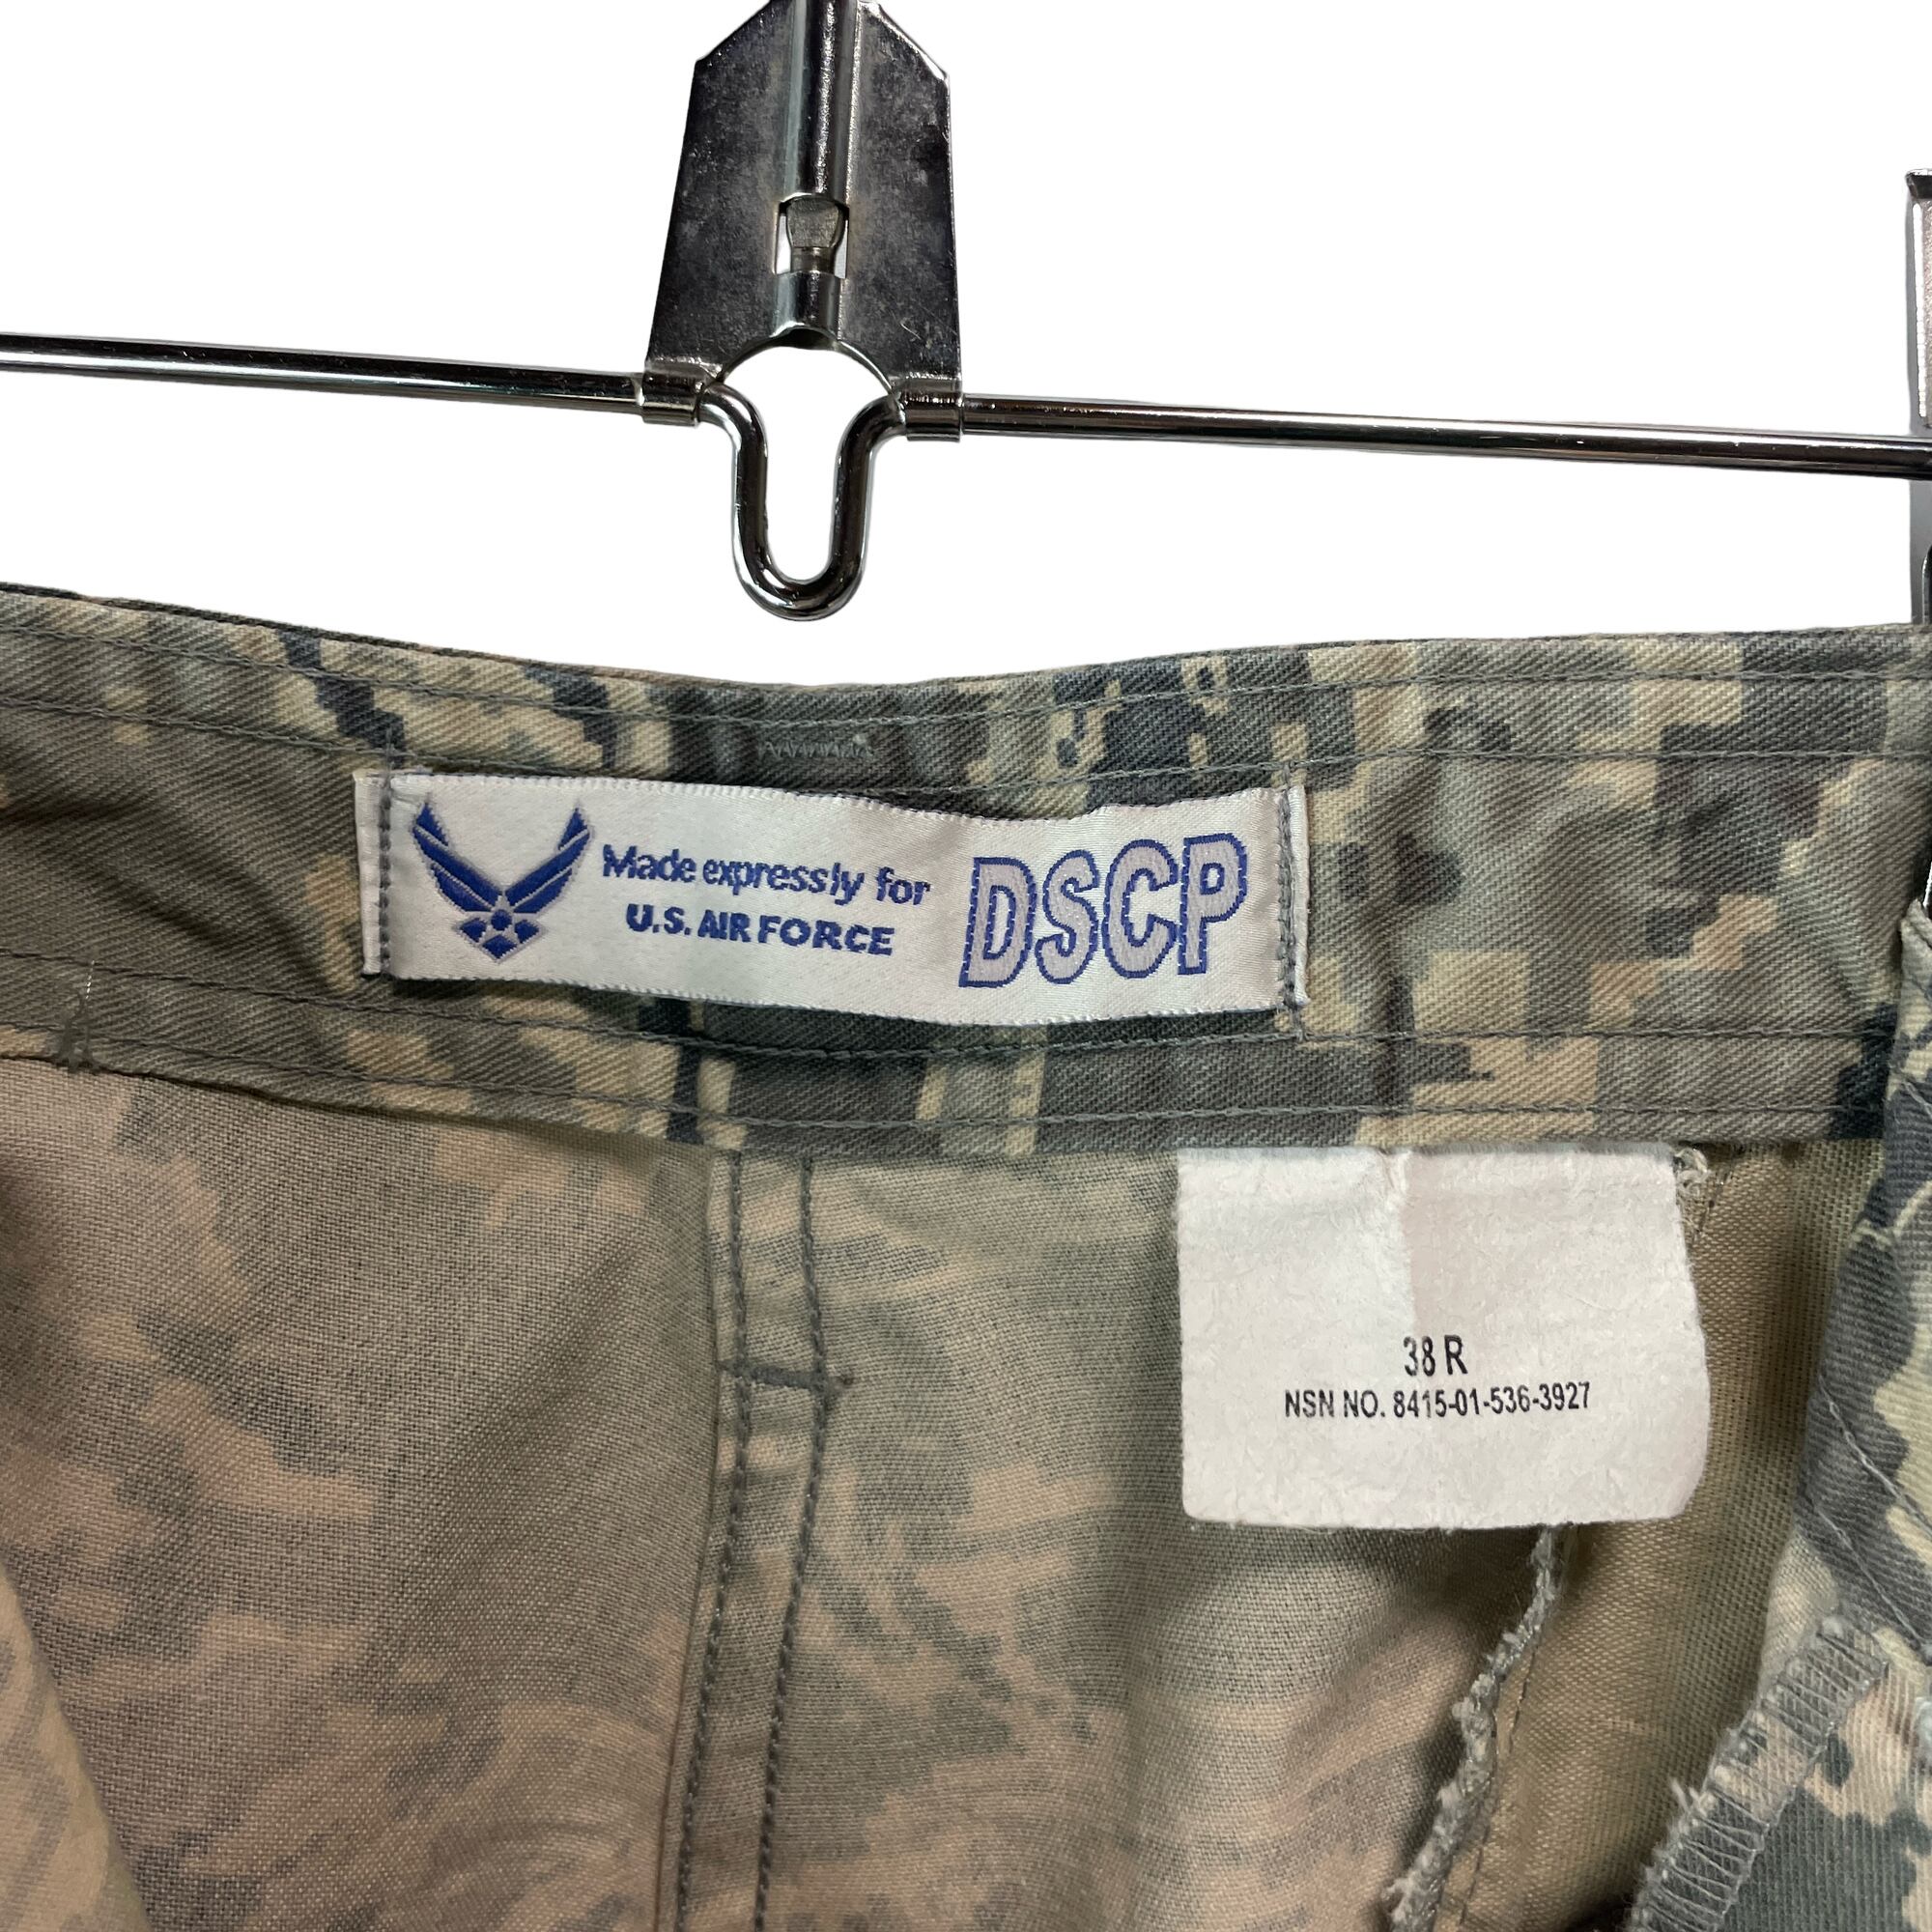 Made expressly for
U.S. AIR FORCE
DSCP
38 R
NSN NO. 8415-01-536-3927